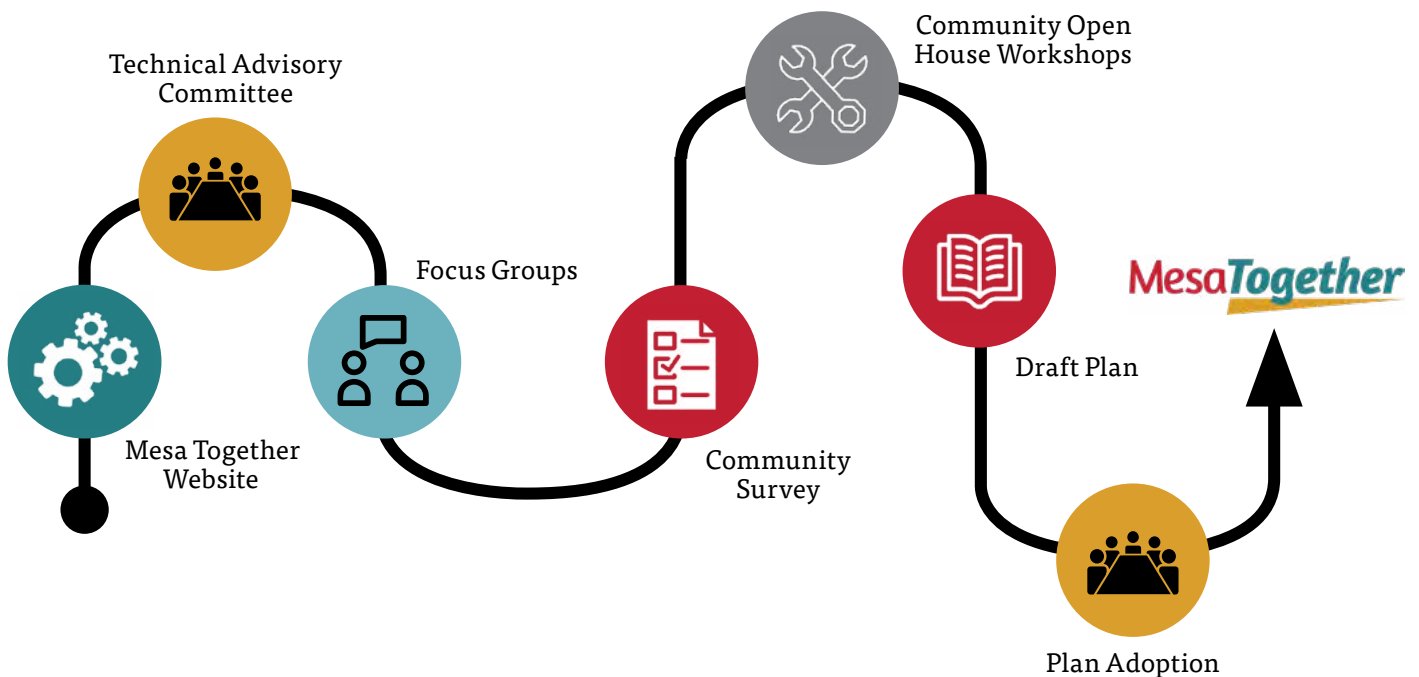 Mesa Together
Website
Technical Advisory
Committee
Focus Groups
Community
Survey
Community Open
House Workshops
Draft Plan
Plan Adoption
MesaTogether